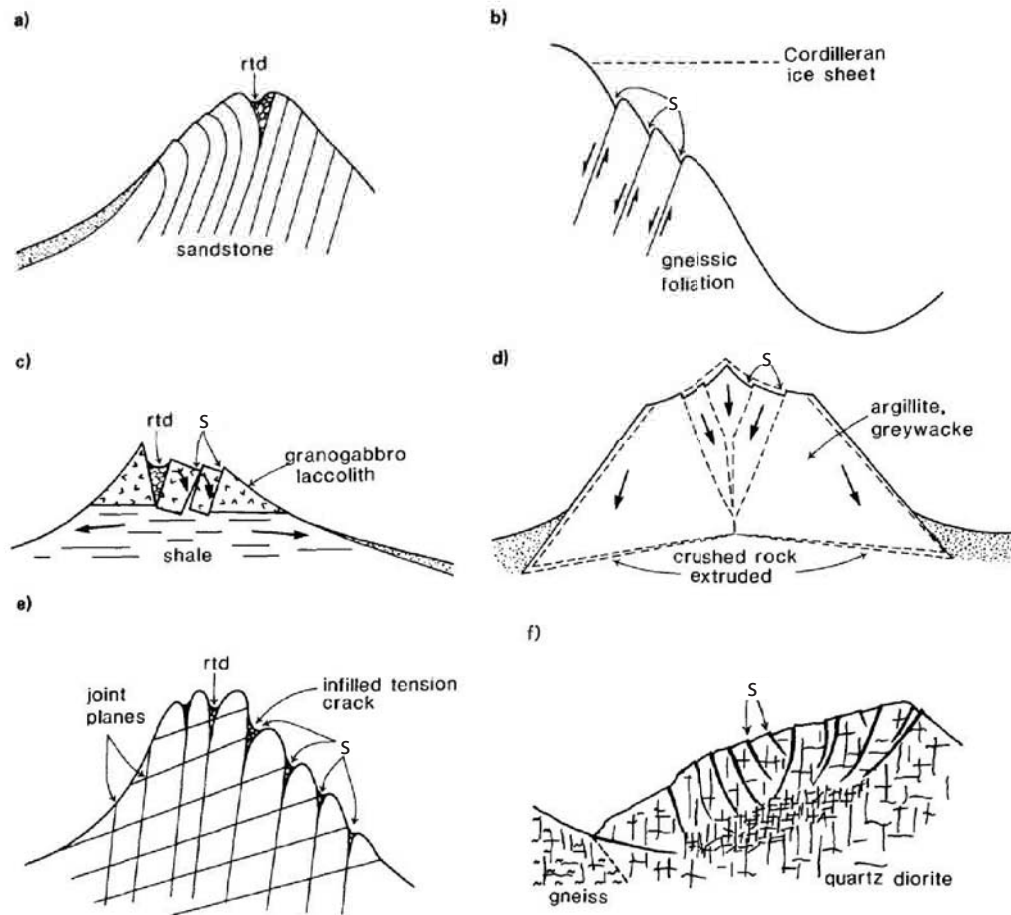 a)
rtd
sandstone
b)
Cordilleran
ice sheet
S
gneissic
foliation
c)
rtd
S
granogabbro
laccolith
shale
d)
S
argillite,
greywacke
crushed rock
extruded
e)
rtd
joint
planes
infilled tension
crack
S
f)
S
quartz diorite
gneiss